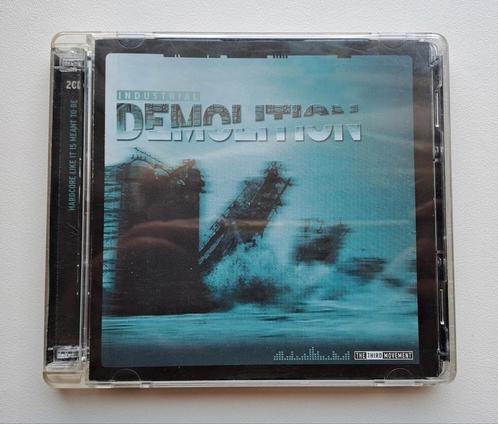 INDUSTRIAL
DEMOLITION
2CD
HARDCORE LIKE IT IS MEANT TO BE
THE THIRD MOVEMENT